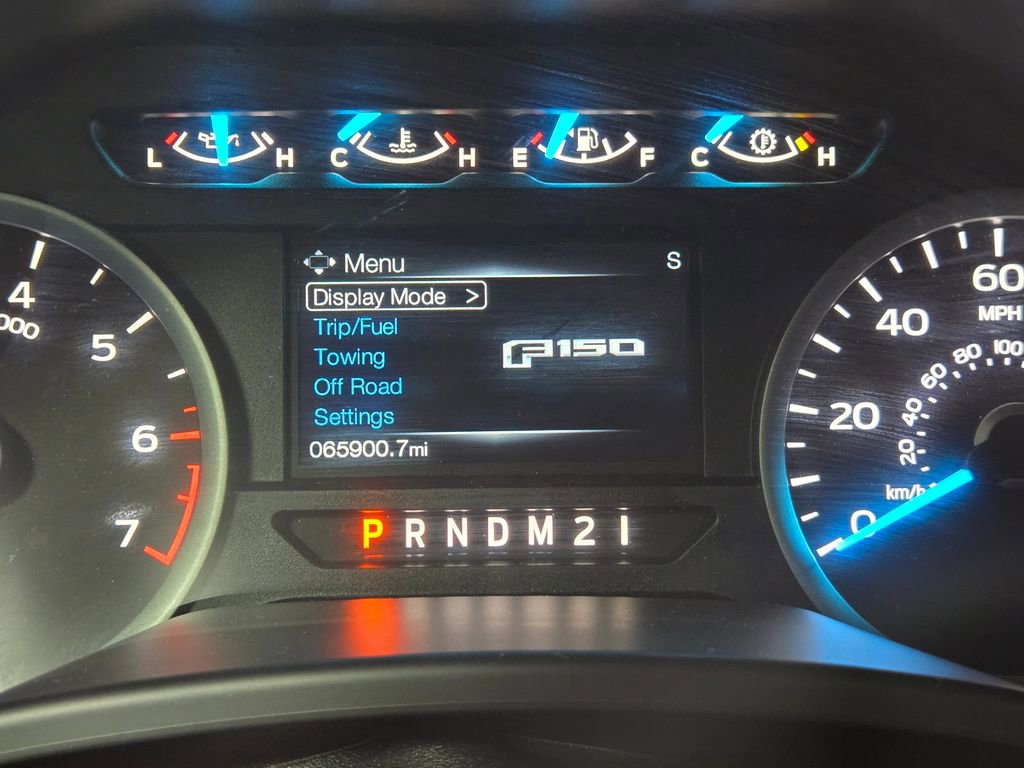 L H C H E F C H
Menu S
Display Mode >
Trip/Fuel
Towing
Off Road
Settings
065900.7mi
F150
P R N D M 2 1
4
000
5
6
7
0
20
40
60
MPH
km/h
20
40
60
80
100